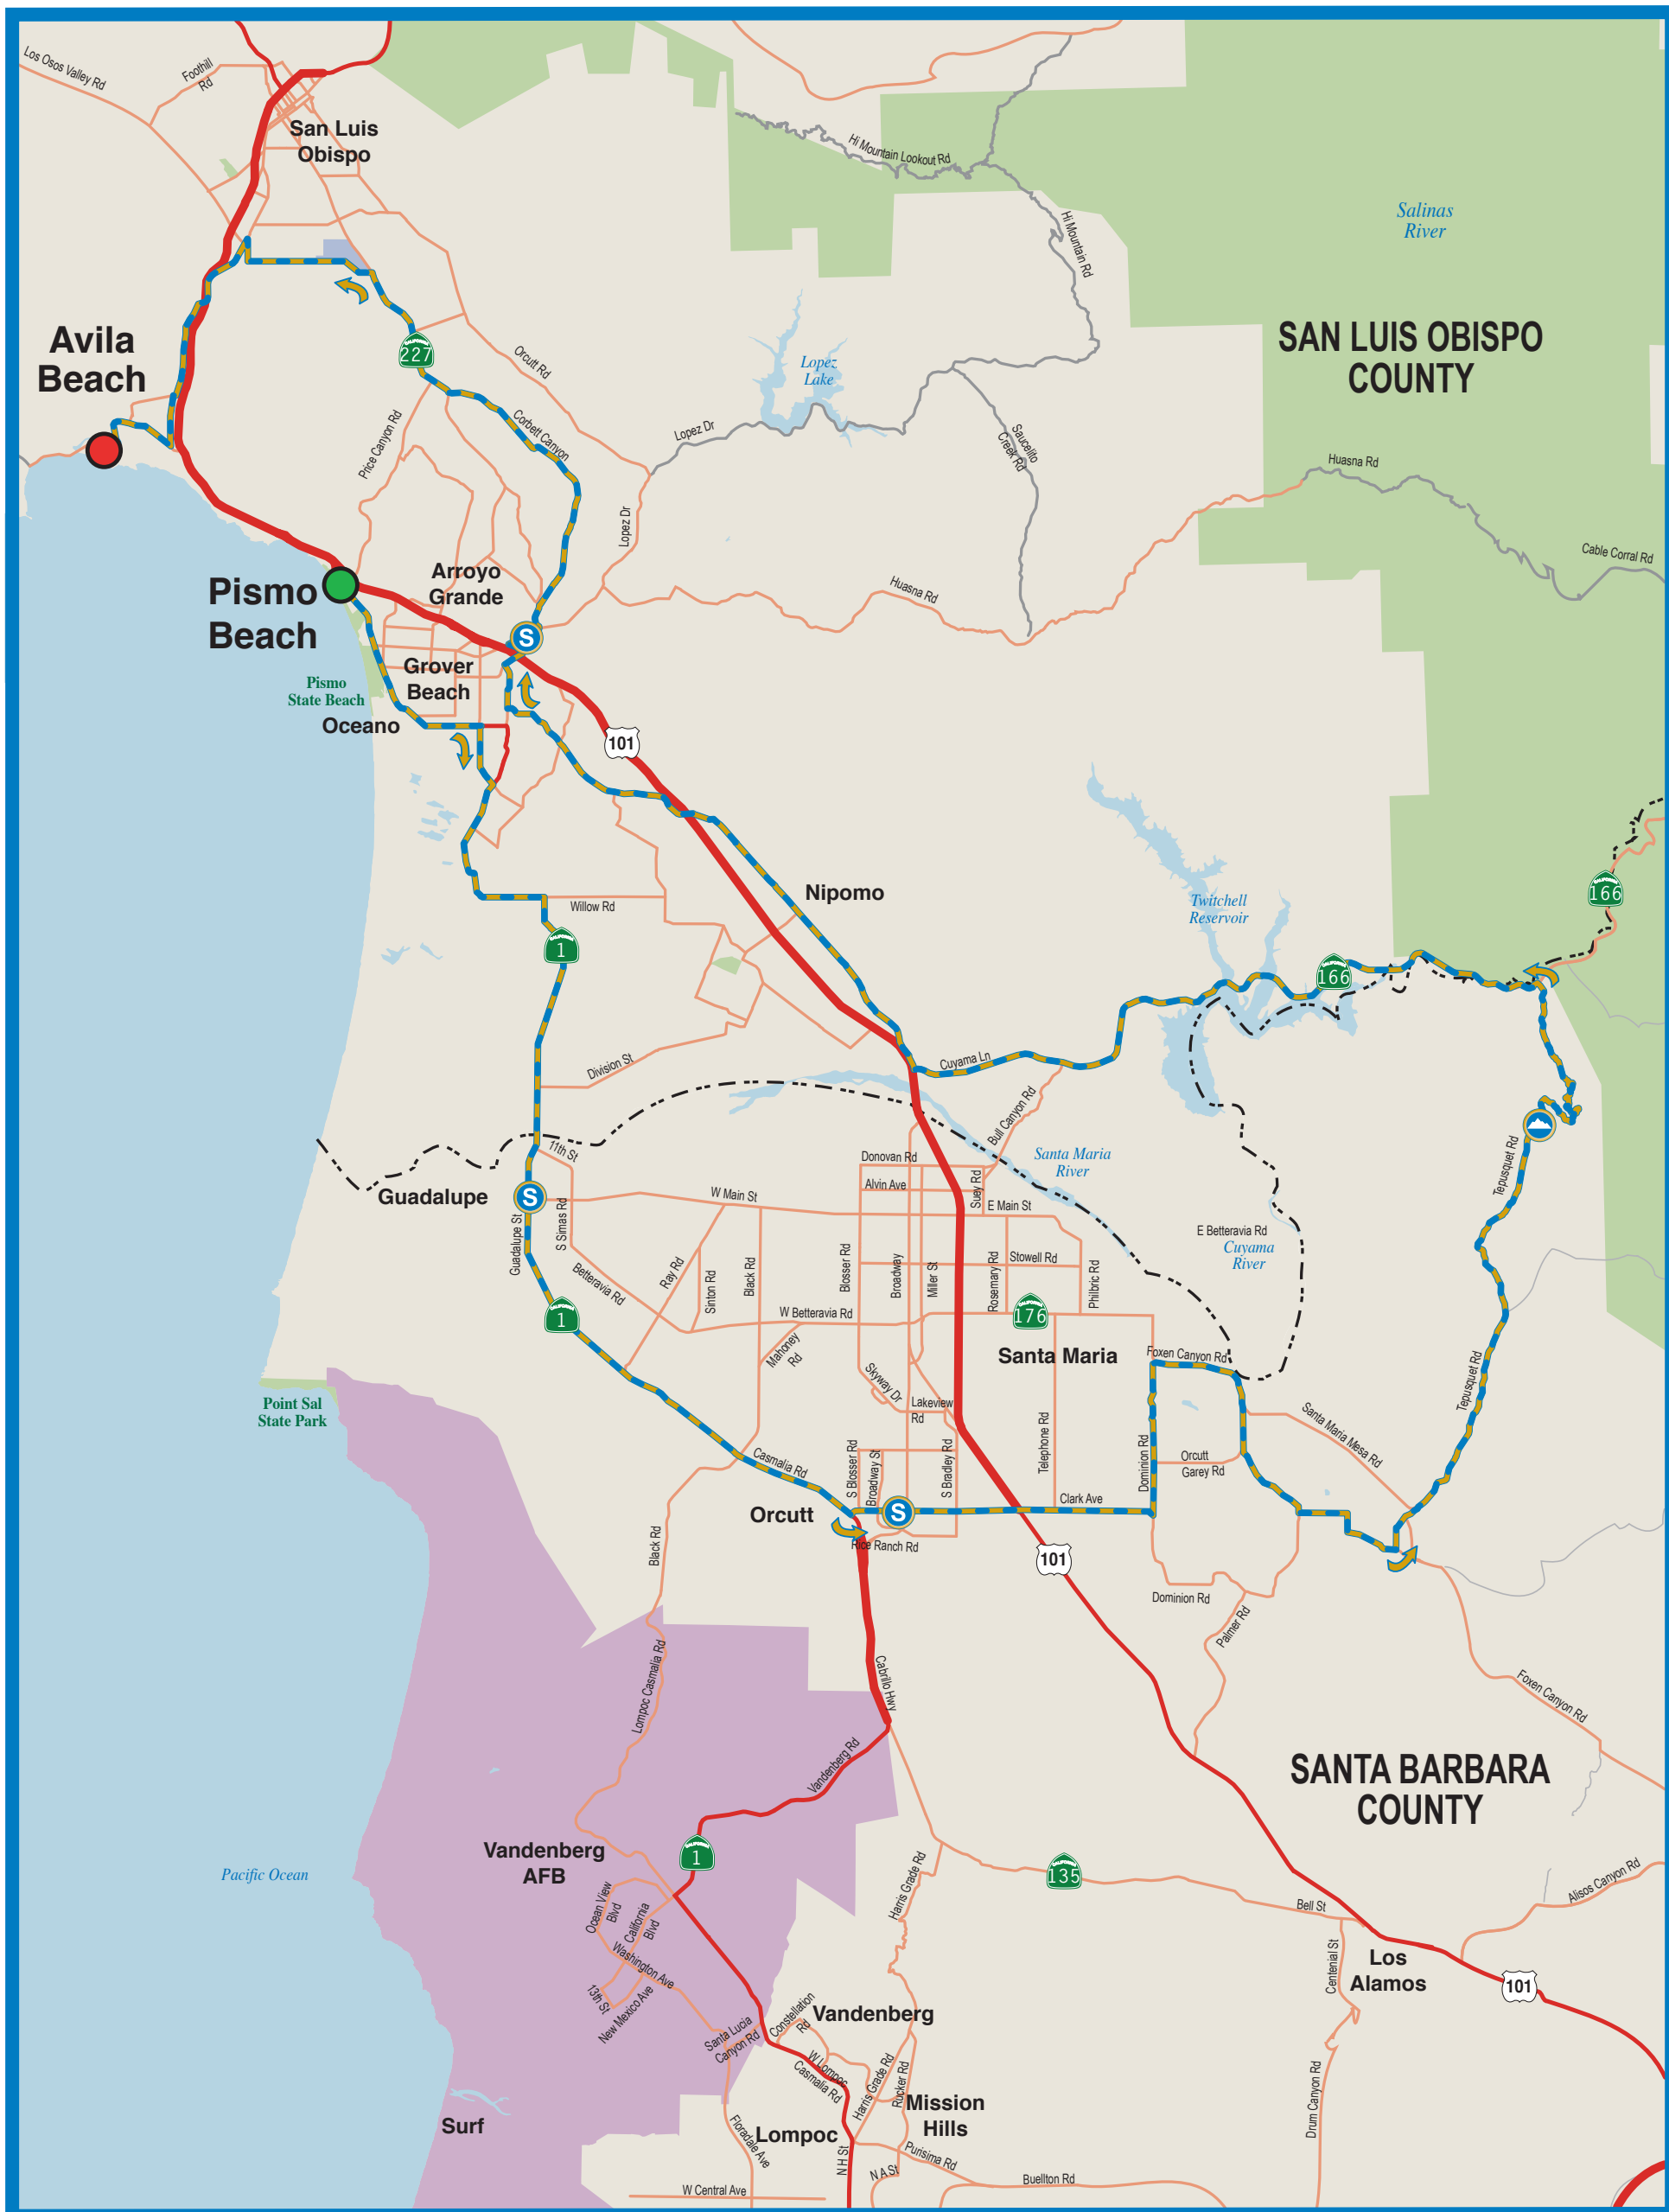 Los Osos Valley Rd
Foothill
Rd
San Luis
Obispo
Hi Mountain Lookout Rd
Hi Mountain Rd
Salinas
River
SAN LUIS OBISPO
COUNTY
Avila
Beach
CALIFORNIA
227
Orcutt Rd
Lopez
Lake
Price Canyon Rd
Corbett Canyon
Lopez Dr
Saucelito
Creek Rd
Huasna Rd
Lopez Dr
Cable Corral Rd
Arroyo
Grande
Pismo
Beach
Huasna Rd
S
Grover
Beach
Pismo
State Beach
Oceano
101
Nipomo
Willow Rd
Twitchell
Reservoir
CALIFORNIA
166
CALIFORNIA
1
CALIFORNIA
166
Division St
Cuyama Ln
Bull Canyon Rd
11th St
Donovan Rd
Santa Maria
River
Tepusquet Rd
Guadalupe
S
Alvin Ave
Suey Rd
W Main St
E Main St
Guadalupe St
S Simas Rd
E Betteravia Rd
Cuyama
River
Betteravia Rd
Ray Rd
Sinton Rd
Black Rd
Blosser Rd
Broadway
Miller St
Rosemary Rd
Stowell Rd
Philbric Rd
CALIFORNIA
1
W Betteravia Rd
CALIFORNIA
176
Mahoney
Rd
Santa Maria
Foxen Canyon Rd
Skyway Dr
Lakeview
Rd
Point Sal
State Park
Tepusquet Rd
Santa Maria Mesa Rd
Casmalia Rd
S Blosser Rd
Broadway St
S Bradley Rd
Telephone Rd
Dominion Rd
Orcutt
Garey Rd
Orcutt
S
Clark Ave
Rice Ranch Rd
Black Rd
101
Dominion Rd
Palmer Rd
Lompoc Casmalia Rd
Cabrillo Hwy
Foxen Canyon Rd
Vandenberg Rd
SANTA BARBARA
COUNTY
Vandenberg
AFB
CALIFORNIA
1
Pacific Ocean
CALIFORNIA
135
Harris Grade Rd
Alisos Canyon Rd
Ocean View
Blvd
California
Blvd
Bell St
Washington Ave
Centennial St
Los
Alamos
13th St
New Mexico Ave
101
Constellation
Rd
Vandenberg
Santa Lucia
Canyon Rd
W Lompoc
Casmalia Rd
Harris Grade Rd
Rucker Rd
Drum Canyon Rd
Mission
Hills
Surf
Floradale Ave
Lompoc
N H St
Purisima Rd
N A St
Buellton Rd
W Central Ave